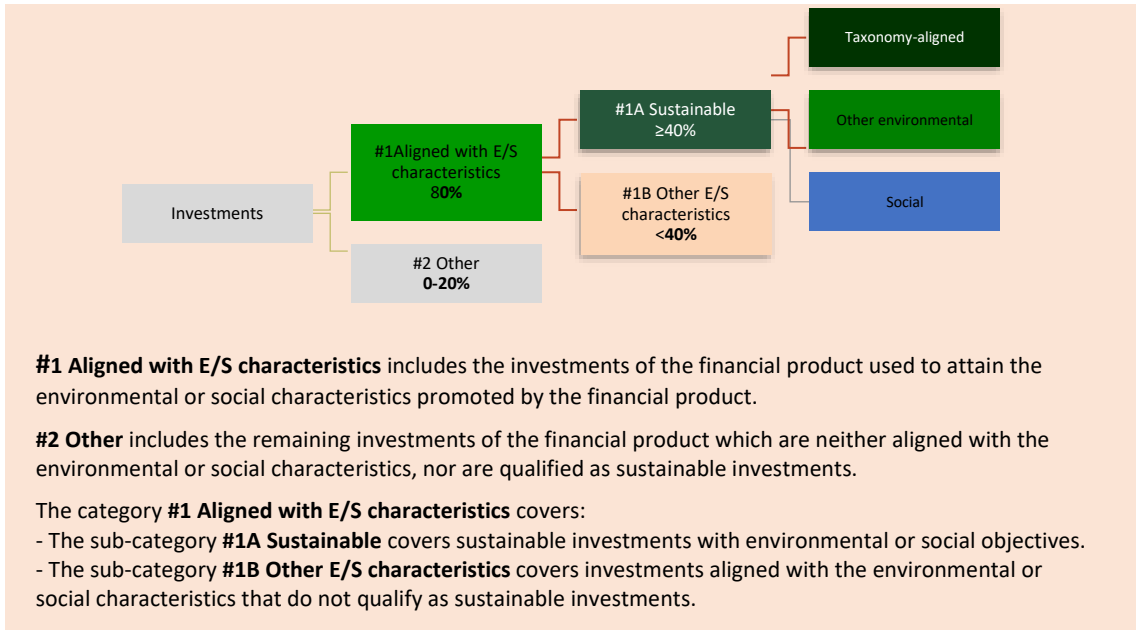 Taxonomy-aligned
#1A Sustainable
≥40%
Other environmental
#1Aligned with E/S
characteristics
80%
Investments
#1B Other E/S
characteristics
<40%
Social
#2 Other
0-20%
#1 Aligned with E/S characteristics includes the investments of the financial product used to attain the
environmental or social characteristics promoted by the financial product.
#2 Other includes the remaining investments of the financial product which are neither aligned with the
environmental or social characteristics, nor are qualified as sustainable investments.
The category #1 Aligned with E/S characteristics covers:
- The sub-category #1A Sustainable covers sustainable investments with environmental or social objectives.
- The sub-category #1B Other E/S characteristics covers investments aligned with the environmental or
social characteristics that do not qualify as sustainable investments.